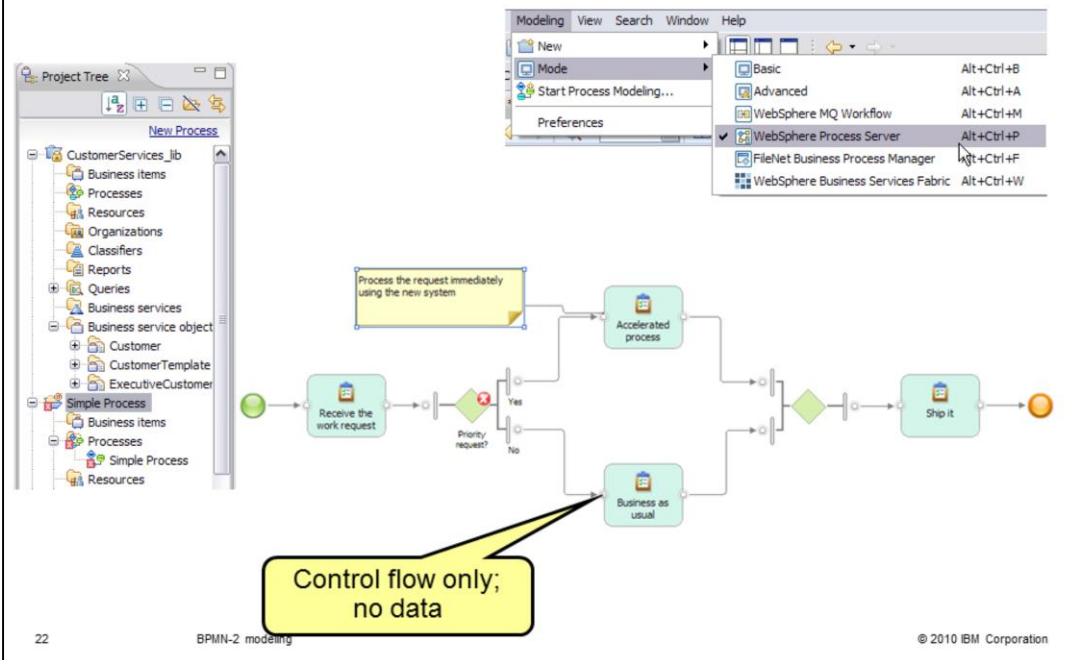 Modeling View Search Window Help
New
Mode
Start Process Modeling...
Preferences
Basic Alt+Ctrl+B
Advanced Alt+Ctrl+A
WebSphere MQ Workflow Alt+Ctrl+M
WebSphere Process Server Alt+Ctrl+P
FileNet Business Process Manager Alt+Ctrl+F
WebSphere Business Services Fabric Alt+Ctrl+W
Project Tree
New Process
CustomerServices_lib
Business items
Processes
Resources
Organizations
Classifiers
Reports
Queries
Business services
Business service object
Customer
CustomerTemplate
ExecutiveCustomer
Simple Process
Business items
Processes
Simple Process
Resources
Process the request immediately
using the new system
Receive the
work request
Priority
request?
Yes
No
Accelerated
process
Business as
usual
Ship it
Control flow only;
no data
22 BPMN-2 modeling © 2010 IBM Corporation